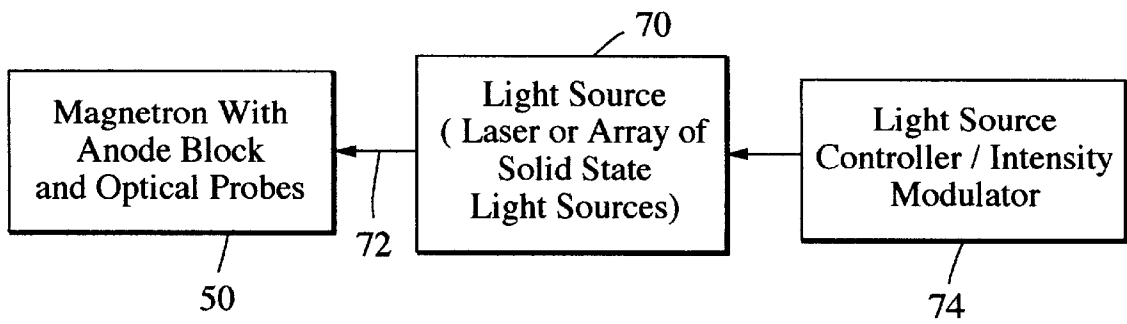 70
Magnetron With
Anode Block
and Optical Probes
Light Source
( Laser or Array of
Solid State
Light Sources)
Light Source
Controller / Intensity
Modulator
72
50
74